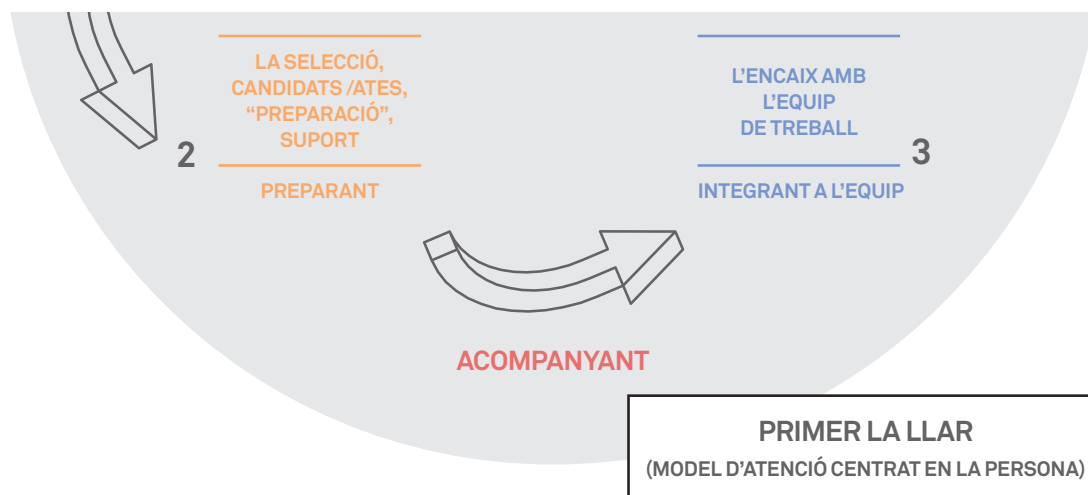 LA SELECCIÓ,
CANDIDATS /ATES,
“PREPARACIÓ”,
SUPORT
2
PREPARANT
L’ENCAIX AMB
L’EQUIP
DE TREBALL
3
INTEGRANT A L’EQUIP
ACOMPANYANT
PRIMER LA LLAR
(MODEL D’ATENCIÓ CENTRAT EN LA PERSONA)